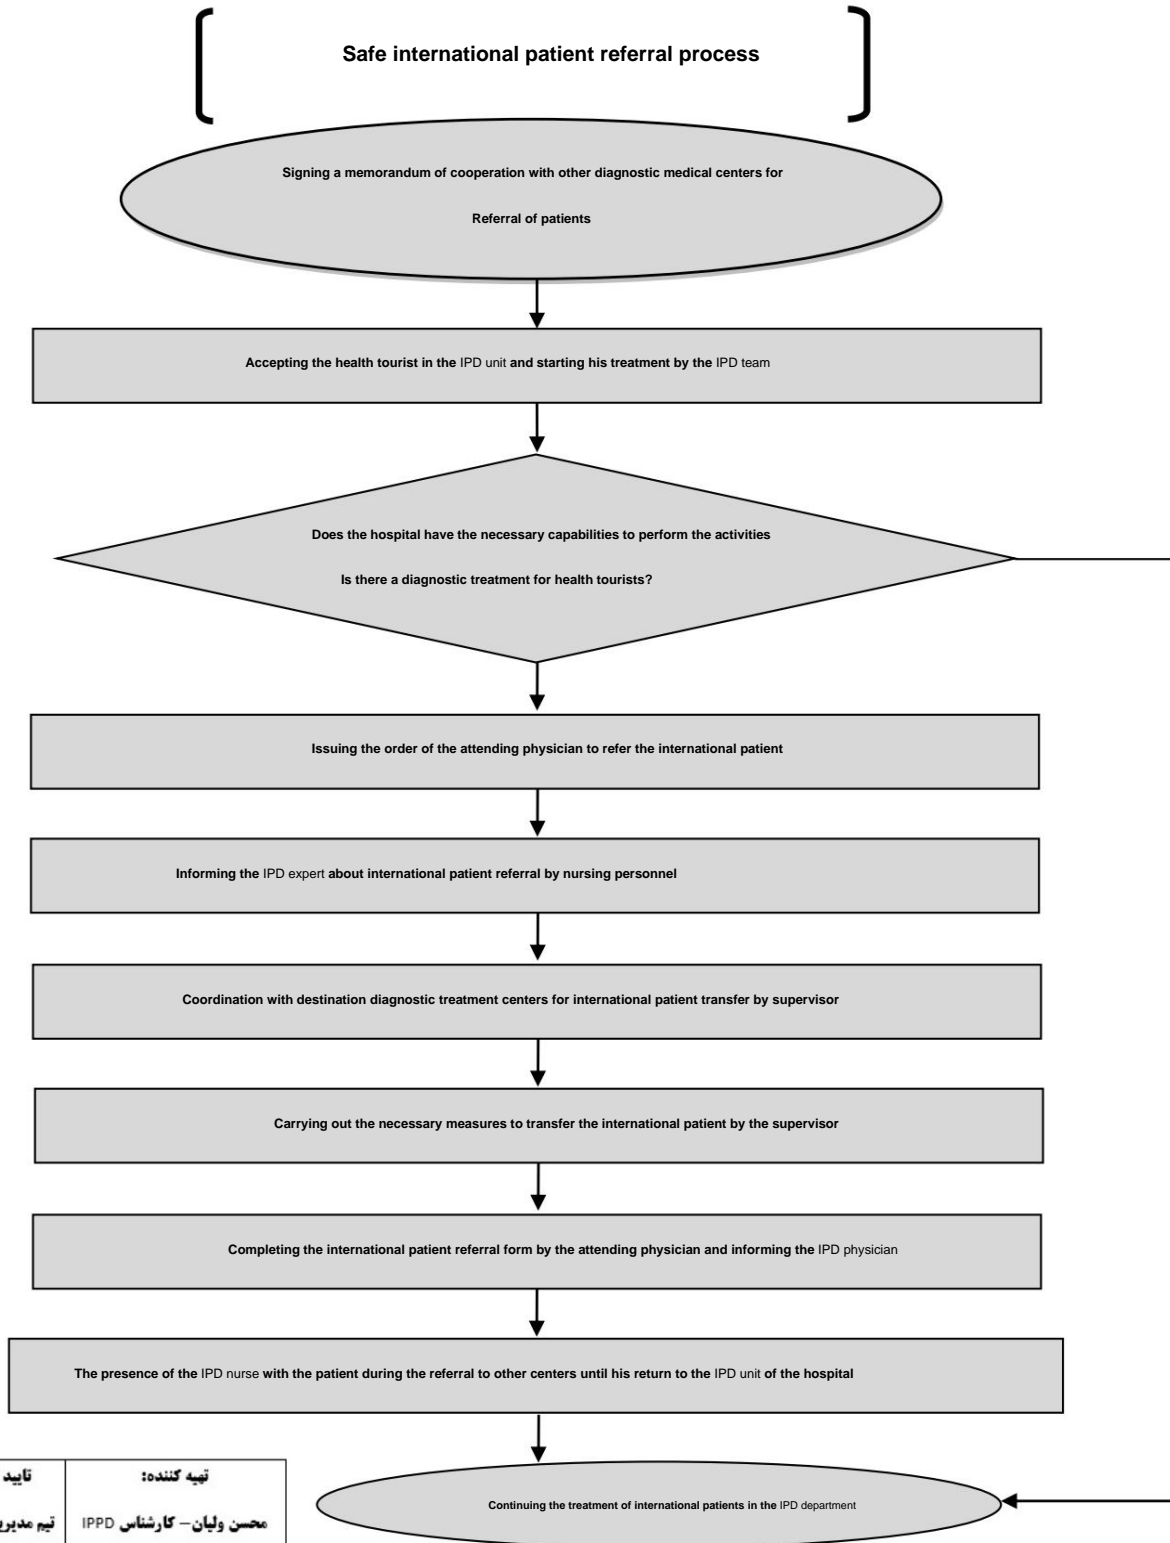 Safe international patient referral process
Signing a memorandum of cooperation with other diagnostic medical centers for
Referral of patients
Accepting the health tourist in the IPD unit and starting his treatment by the IPD team
Does the hospital have the necessary capabilities to perform the activities
Is there a diagnostic treatment for health tourists?
Issuing the order of the attending physician to refer the international patient
Informing the IPD expert about international patient referral by nursing personnel
Coordination with destination diagnostic treatment centers for international patient transfer by supervisor
Carrying out the necessary measures to transfer the international patient by the supervisor
Completing the international patient referral form by the attending physician and informing the IPD physician
The presence of the IPD nurse with the patient during the referral to other centers until his return to the IPD unit of the hospital
Continuing the treatment of international patients in the IPD department
تهیه کننده:
محسن ولیان– کارشناس IPPD
تایید
تیم